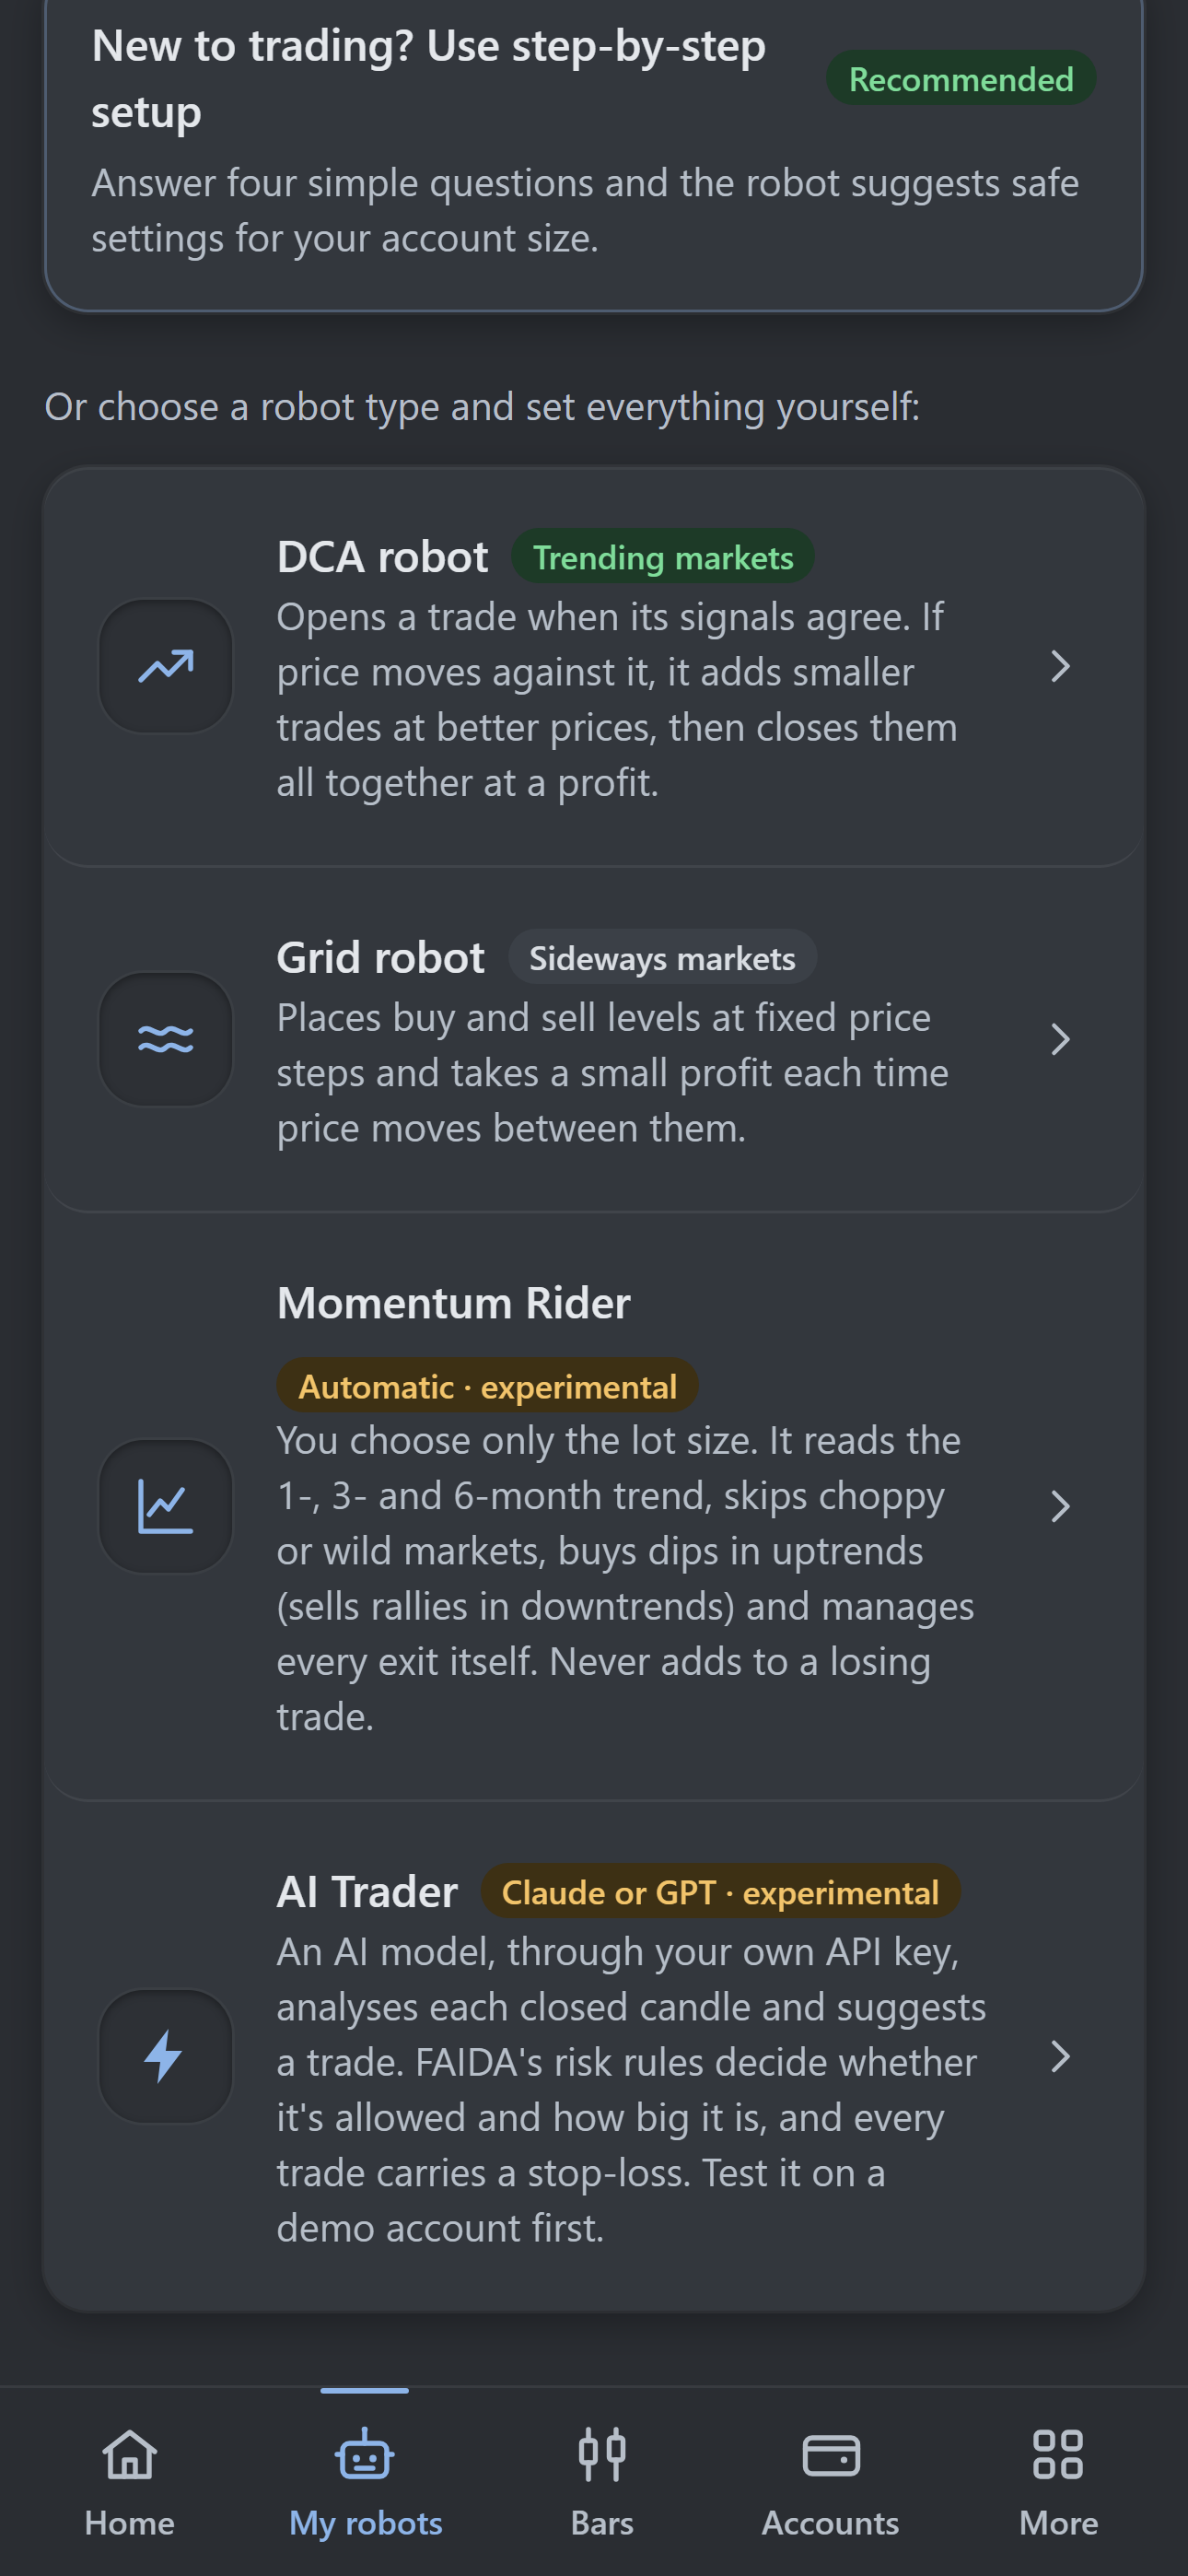 New to trading? Use step-by-step
setup
Recommended
Answer four simple questions and the robot suggests safe
settings for your account size.
Or choose a robot type and set everything yourself:
DCA robot
Trending markets
Opens a trade when its signals agree. If
price moves against it, it adds smaller
trades at better prices, then closes them
all together at a profit.
Grid robot
Sideways markets
Places buy and sell levels at fixed price
steps and takes a small profit each time
price moves between them.
Momentum Rider
Automatic · experimental
You choose only the lot size. It reads the
1-, 3- and 6-month trend, skips choppy
or wild markets, buys dips in uptrends
(sells rallies in downtrends) and manages
every exit itself. Never adds to a losing
trade.
AI Trader
Claude or GPT · experimental
An AI model, through your own API key,
analyses each closed candle and suggests
a trade. FAIDA's risk rules decide whether
it's allowed and how big it is, and every
trade carries a stop-loss. Test it on a
demo account first.
Home
My robots
Bars
Accounts
More